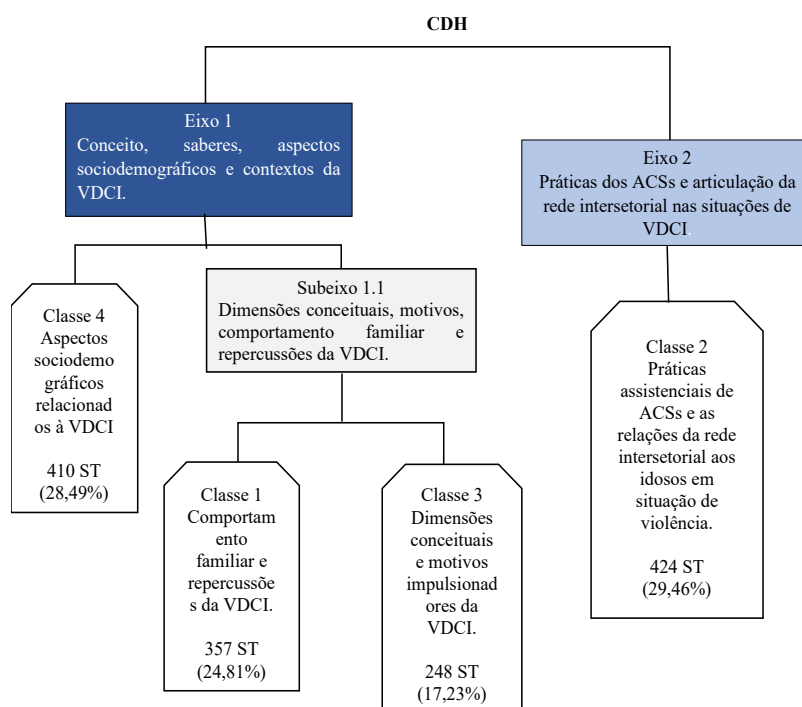 CDH
Eixo 1
Conceito, saberes, aspectos
sociodemográficos e contextos da
VDCI.
Eixo 2
Práticas dos ACSs e articulação da
rede intersetorial nas situações de
VDCI.
Subeixo 1.1
Dimensões conceituais, motivos,
comportamento familiar e
repercussões da VDCI.
Classe 4
Aspectos
sociodemo
gráficos
relacionad
os à VDCI
410 ST
(28,49%)
Classe 1
Comportam
ento
familiar e
repercussõe
s da VDCI.
357 ST
(24,81%)
Classe 3
Dimensões
conceituais
e motivos
impulsionad
ores da
VDCI.
248 ST
(17,23%)
Classe 2
Práticas
assistenciais de
ACSs e as
relações da rede
intersetorial aos
idosos em
situação de
violência.
424 ST
(29,46%)